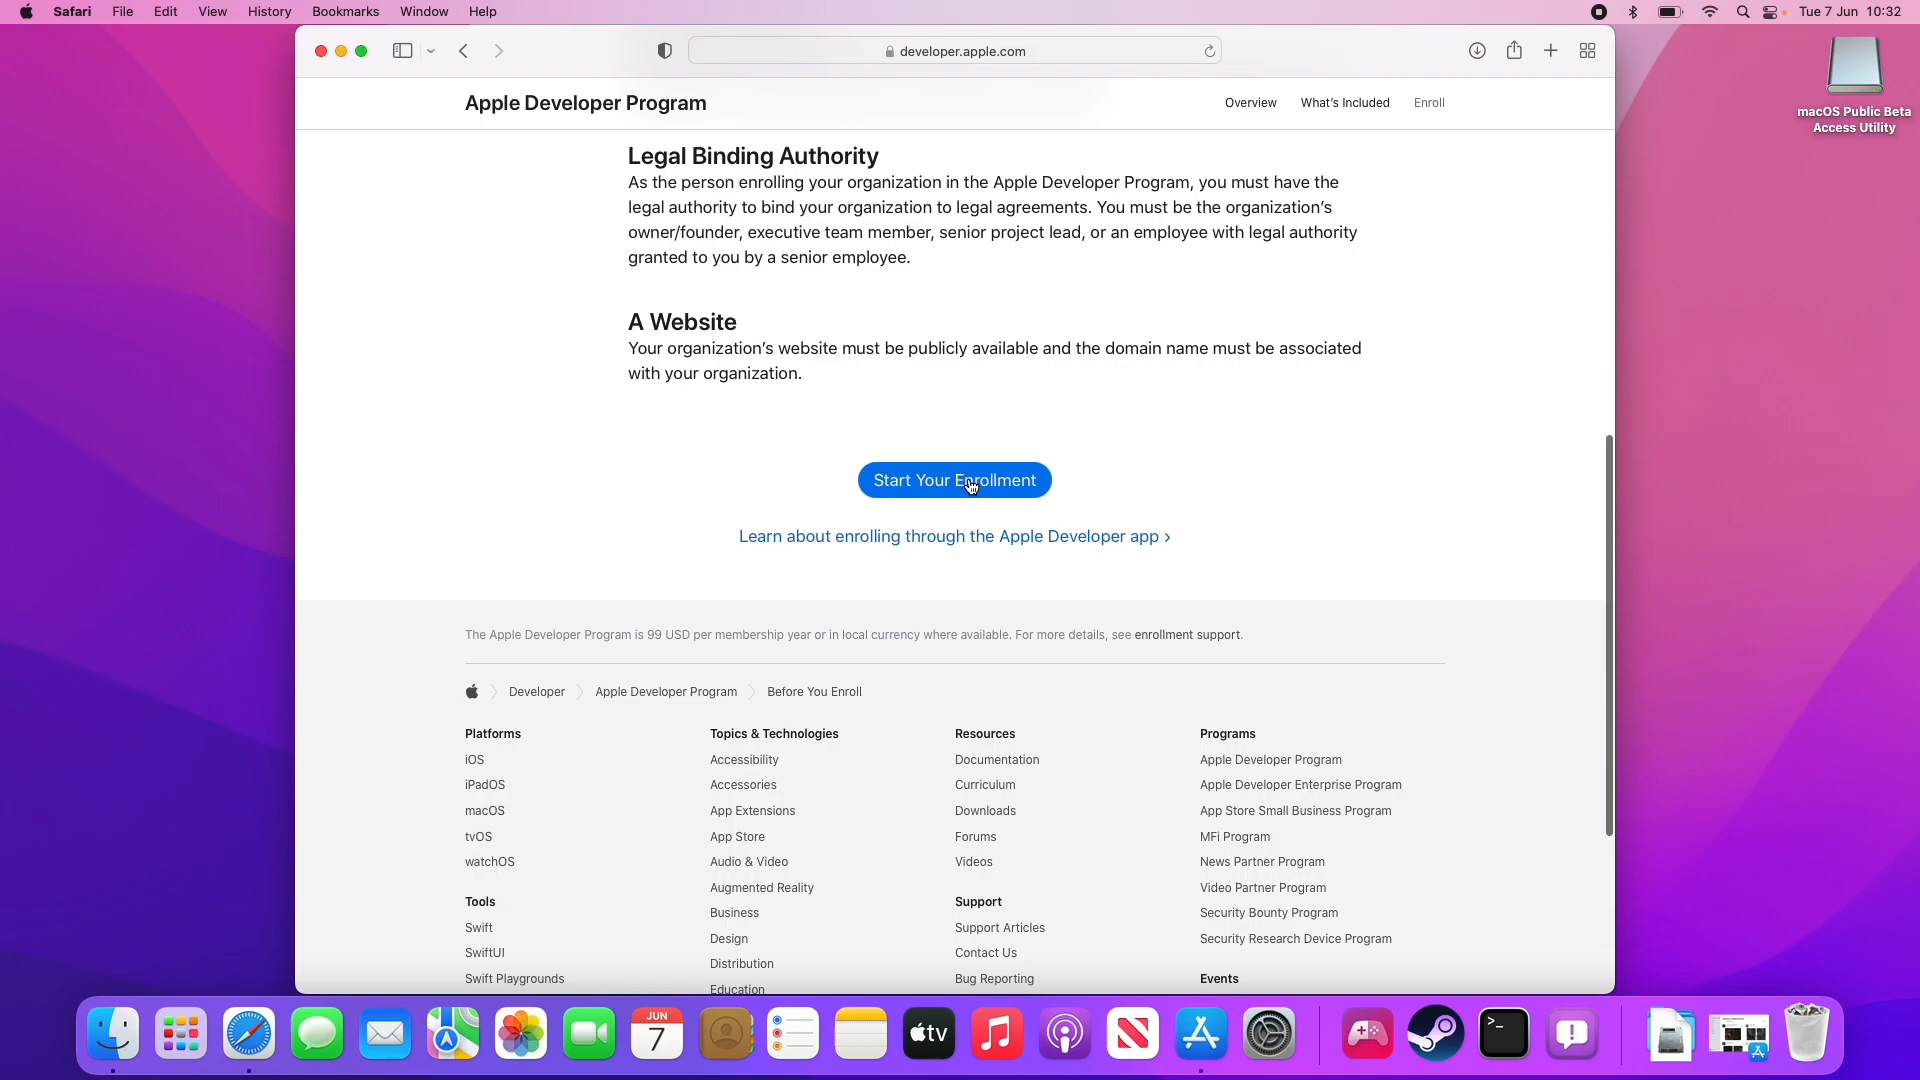 Safari File Edit View History Bookmarks Window Help
Tue 7 Jun 10:32
developer.apple.com
macOS Public Beta
Access Utility
Apple Developer Program
Overview What's Included Enroll
Legal Binding Authority
As the person enrolling your organization in the Apple Developer Program, you must have the
legal authority to bind your organization to legal agreements. You must be the organization's
owner/founder, executive team member, senior project lead, or an employee with legal authority
granted to you by a senior employee.
A Website
Your organization's website must be publicly available and the domain name must be associated
with your organization.
Start Your Enrollment
Learn about enrolling through the Apple Developer app ›
The Apple Developer Program is 99 USD per membership year or in local currency where available. For more details, see enrollment support.
Developer Apple Developer Program Before You Enroll
Platforms
iOS
iPadOS
macOS
tvOS
watchOS
Tools
Swift
SwiftUI
Swift Playgrounds
Topics & Technologies
Accessibility
Accessories
App Extensions
App Store
Audio & Video
Augmented Reality
Business
Design
Distribution
Education
Resources
Documentation
Curriculum
Downloads
Forums
Videos
Support
Support Articles
Contact Us
Bug Reporting
Programs
Apple Developer Program
Apple Developer Enterprise Program
App Store Small Business Program
MFi Program
News Partner Program
Video Partner Program
Security Bounty Program
Security Research Device Program
Events
JUN
7
tv